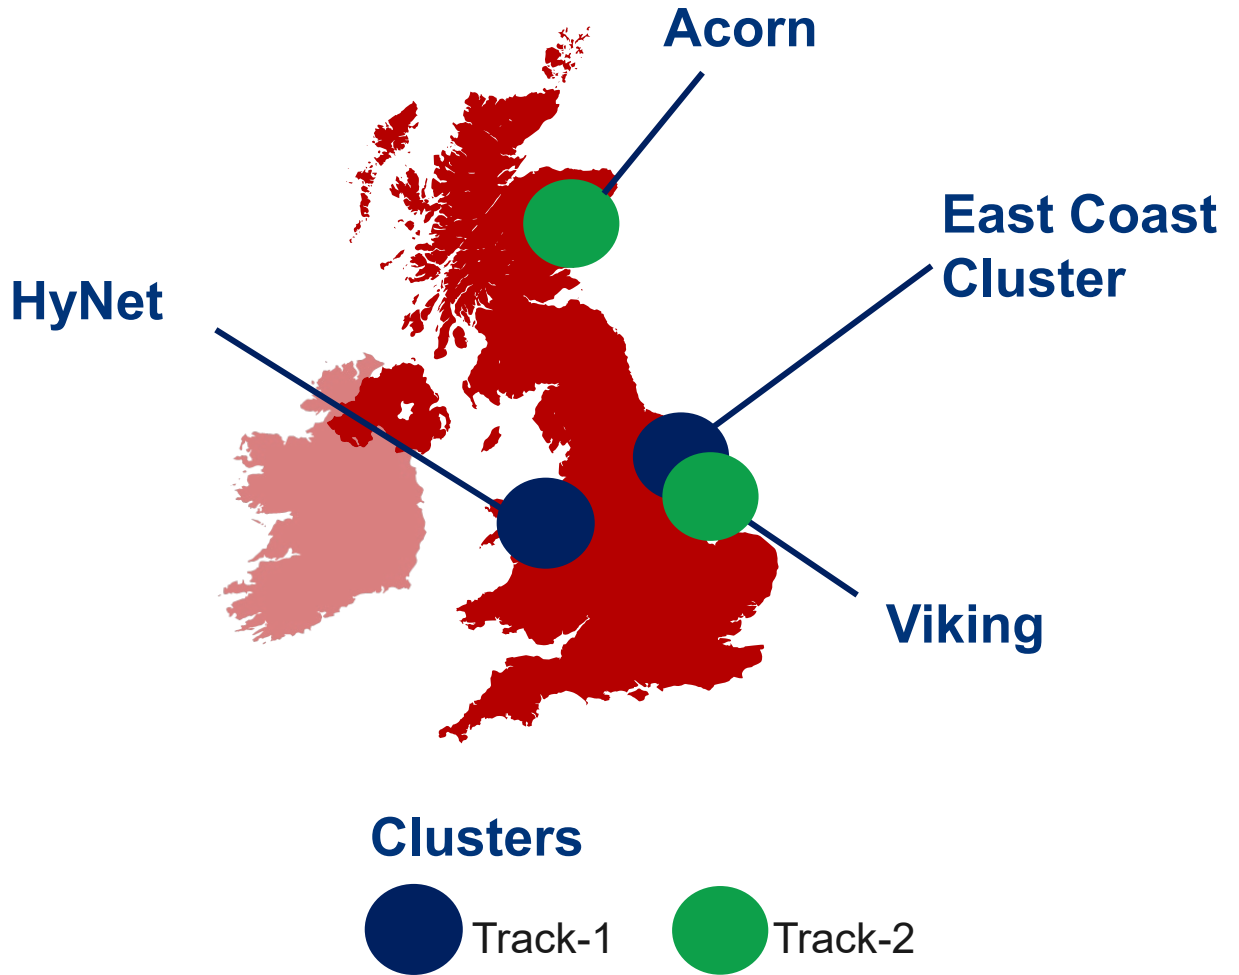 Acorn
East Coast
Cluster
HyNet
Viking
Clusters
Track-1
Track-2